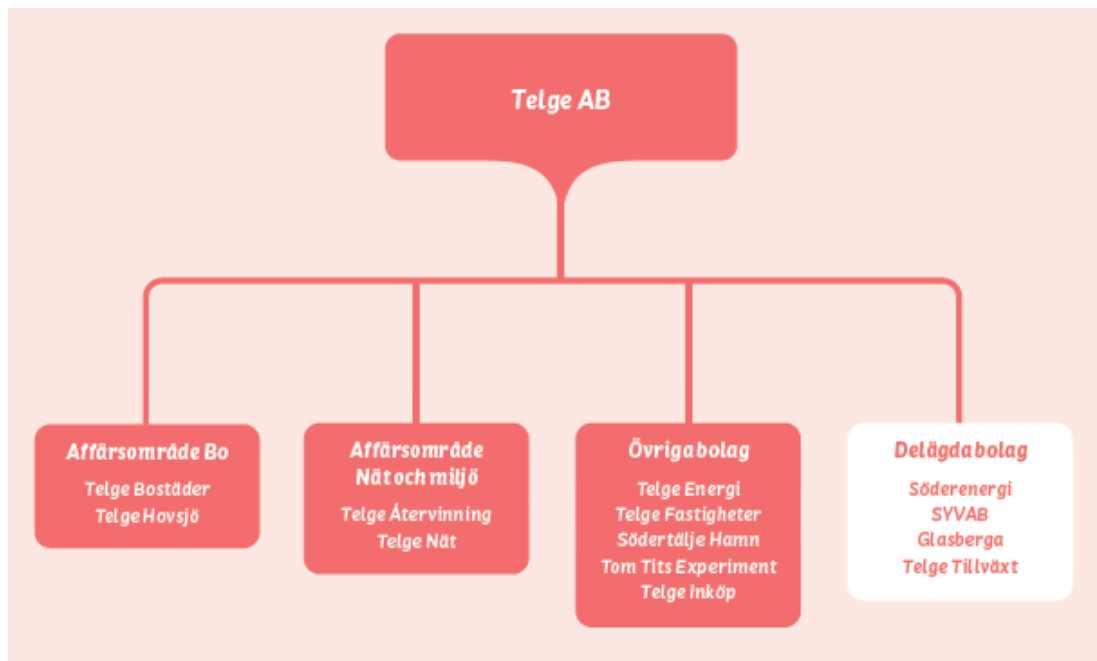 Telge AB
Affärsområde Bo
Telge Bostäder
Telge Hovsjö
Affärsområde
Nät och miljö
Telge Återvinning
Telge Nät
Övriga bolag
Telge Energi
Telge Fastigheter
Södertälje Hamn
Tom Tits Experiment
Telge Inköp
Delägda bolag
Söderenergi
SYVAB
Glasberga
Telge Tillväxt